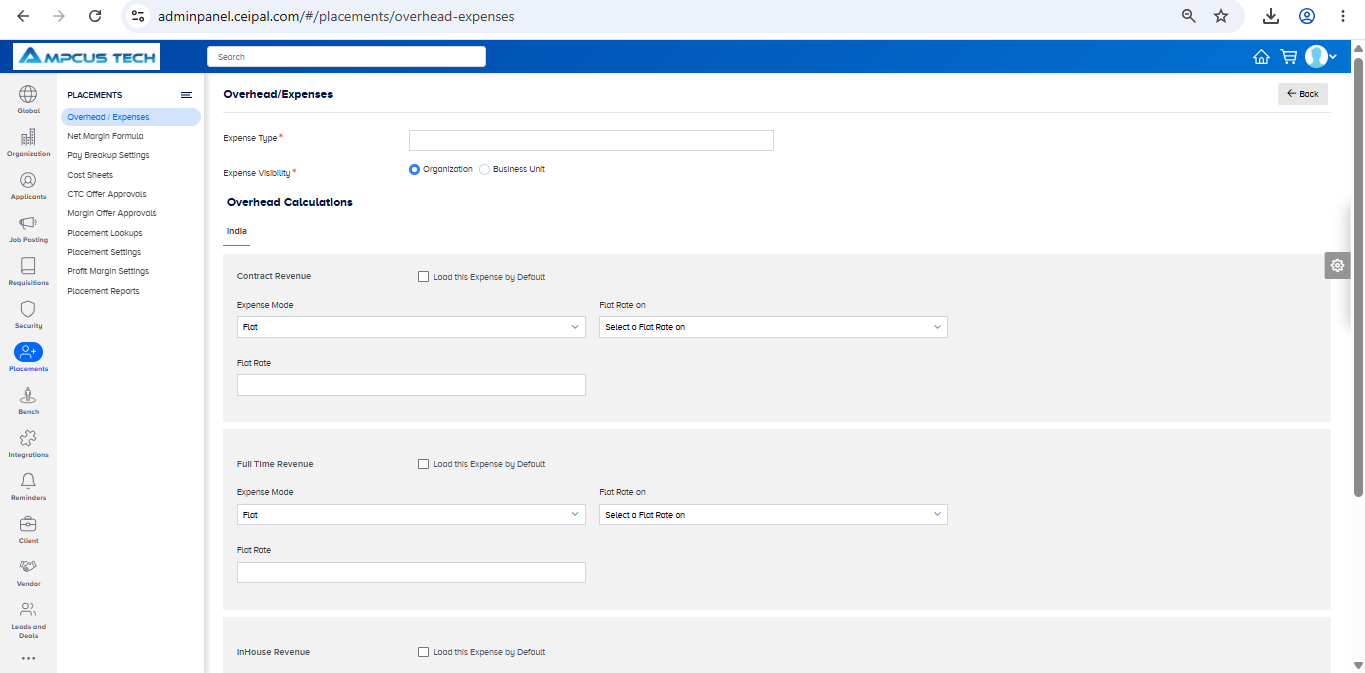 adminpanel.ceipal.com/#/placements/overhead-expenses
AMPCUS TECH
Search
Global
Organization
Applicants
Job Posting
Requisitions
Security
Placements
Bench
Integrations
Reminders
Client
Vendor
Leads and
Deals
PLACEMENTS
Overhead / Expenses
Net Margin Formula
Pay Breakup Settings
Cost Sheets
CTC Offer Approvals
Margin Offer Approvals
Placement Lookups
Placement Settings
Profit Margin Settings
Placement Reports
Overhead/Expenses
Back
Expense Type *
Expense Visibility *
Organization Business Unit
Overhead Calculations
India
Contract Revenue Load this Expense by Default
Expense Mode Flat Rate on
Flat Select a Flat Rate on
Flat Rate
Full Time Revenue Load this Expense by Default
Expense Mode Flat Rate on
Flat Select a Flat Rate on
Flat Rate
InHouse Revenue Load this Expense by Default